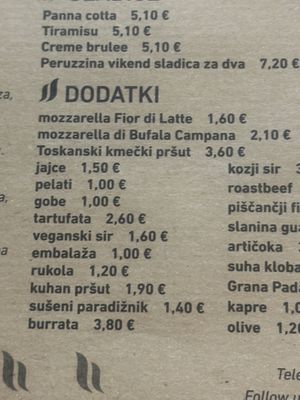 Panna cotta 5,10 €
Tiramisu 5,10 €
Creme brulee 5,10 €
Peruzzina vikend sladica za dva 7,20 €
DODATKI
mozzarella Fior di Latte 1,60 €
mozzarella di Bufala Campana 2,10 €
Toskanski kmečki pršut 3,60 €
jajce 1,50 €
pelati 1,00 €
gobe 1,00 €
tartufata 2,60 €
veganski sir 1,60 €
embalaža 1,00 €
rukola 1,20 €
kuhan pršut 1,90 €
sušeni paradižnik 1,40 €
burrata 3,80 €
kozji sir
roastbeef
piščančji
slanina
artičoka
suha
Grana
kapre
olive 1,20
Follow